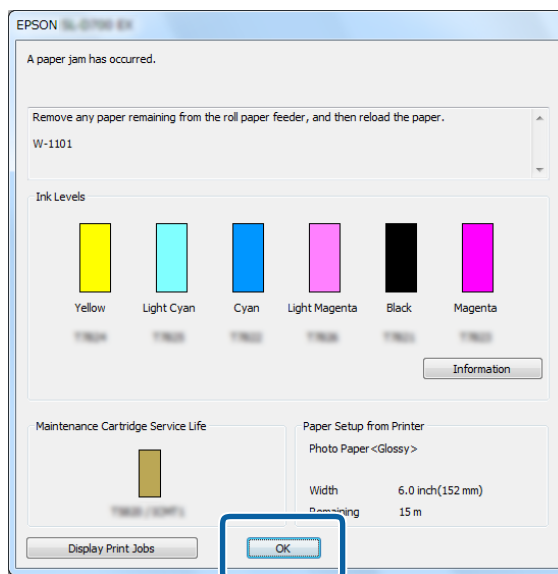 EPSON
A paper jam has occurred.
Remove any paper remaining from the roll paper feeder, and then reload the paper.
W-1101
Ink Levels
Yellow Light Cyan Cyan Light Magenta Black Magenta
Information
Maintenance Cartridge Service Life
Paper Setup from Printer
Photo Paper<Glossy>
Width 6.0 inch(152 mm)
Remaining 15 m
Display Print Jobs OK